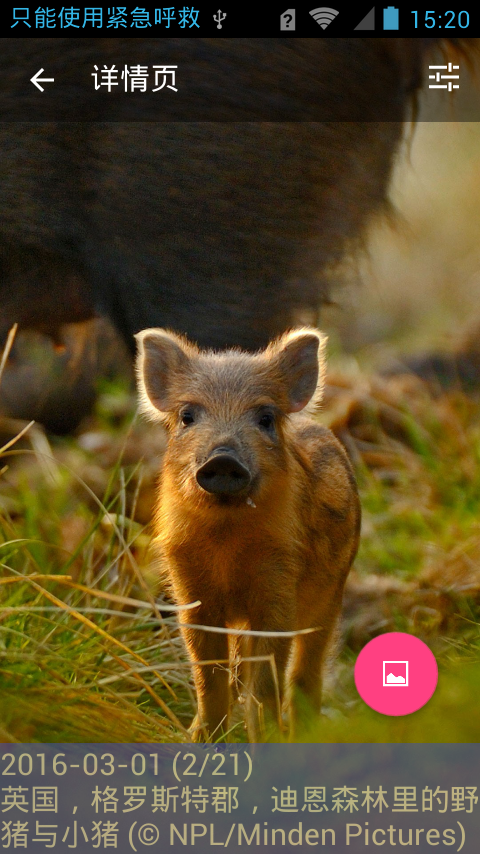 只能使用紧急呼救 15:20
详情页
2016-03-01 (2/21)
英国，格罗斯特郡，迪恩森林里的野
猪与小猪 (© NPL/Minden Pictures)